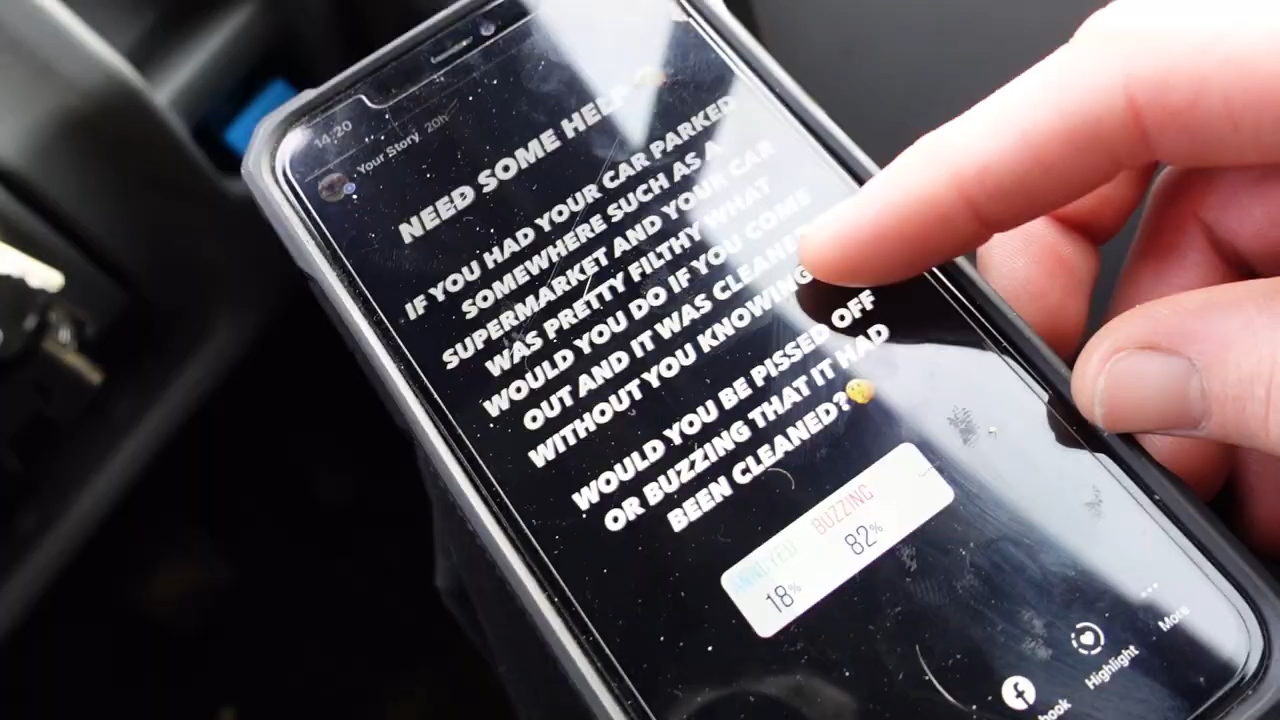 14:20
Your Story 20h
NEED SOME HELP
IF YOU HAD YOUR CAR PARKED
SOMEWHERE SUCH AS A
SUPERMARKET AND YOUR CAR
WAS PRETTY FILTHY WHAT
WOULD YOU DO IF YOU COME
OUT AND IT WAS CLEANED
WITHOUT YOU KNOWING
WOULD YOU BE PISSED OFF
OR BUZZING THAT IT HAD
BEEN CLEANED?🤔
BUZZING
18%
82%
Highlight
More